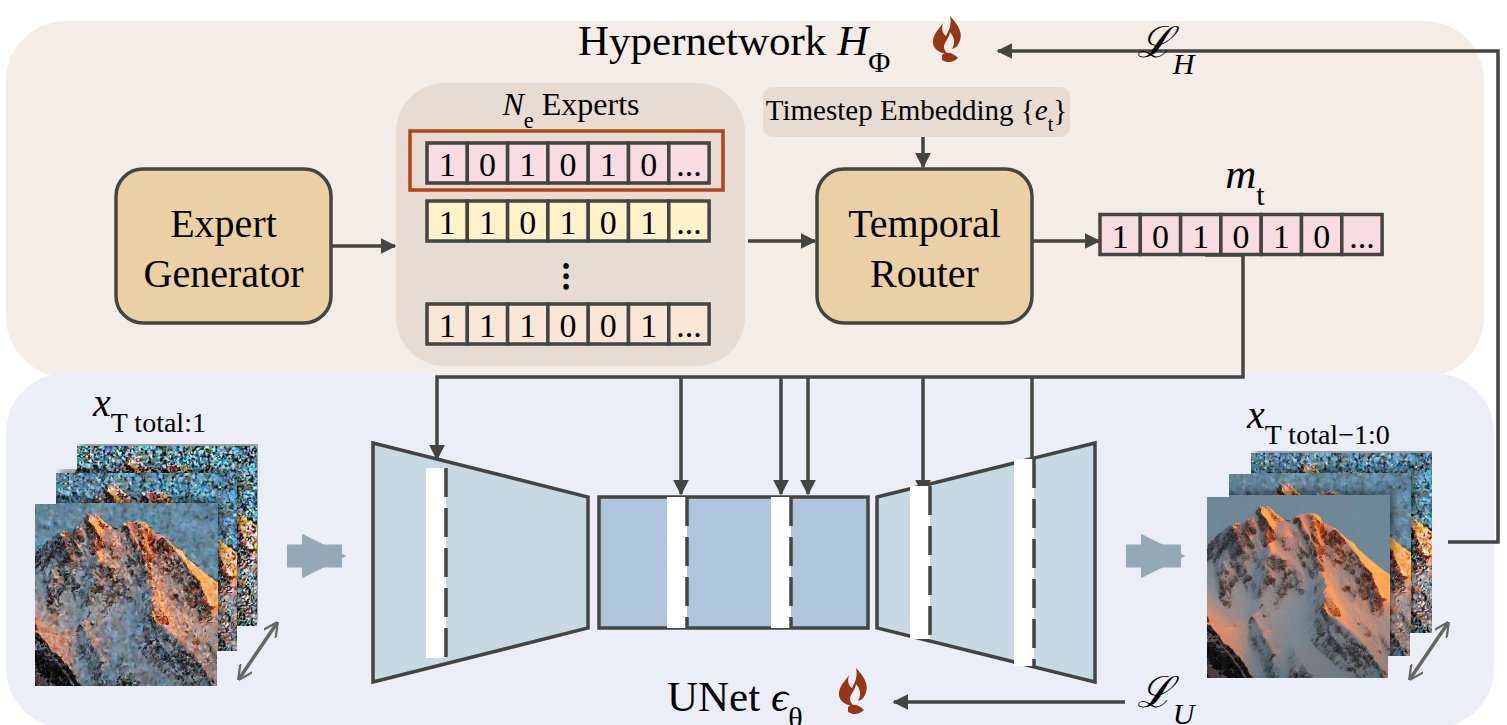 Hypernetwork H_Φ
ℒ_H
N_e Experts
Timestep Embedding {e_t}
1 0 1 0 1 0 ...
1 1 0 1 0 1 ...
⋮
1 1 1 0 0 1 ...
Expert
Generator
Temporal
Router
m_t
1 0 1 0 1 0 ...
x_T total:1
x_T total−1:0
UNet ϵ_θ
ℒ_U